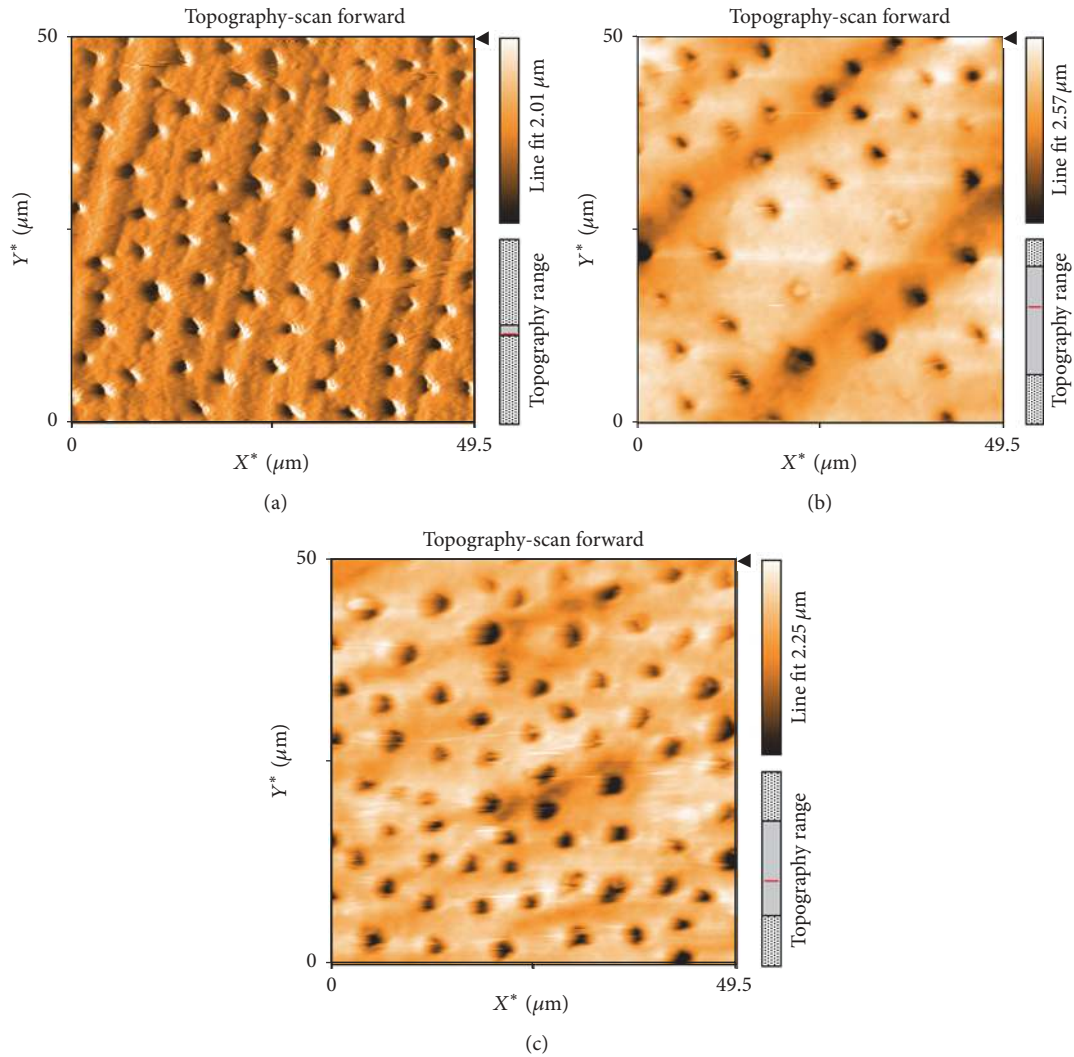 Topography-scan forward
50
Y* (μm)
0
0
49.5
X* (μm)
Line fit 2.01 μm
Topography range
(a)
Topography-scan forward
50
Y* (μm)
0
0
49.5
X* (μm)
Line fit 2.57 μm
Topography range
(b)
Topography-scan forward
50
Y* (μm)
0
0
49.5
X* (μm)
Line fit 2.25 μm
Topography range
(c)